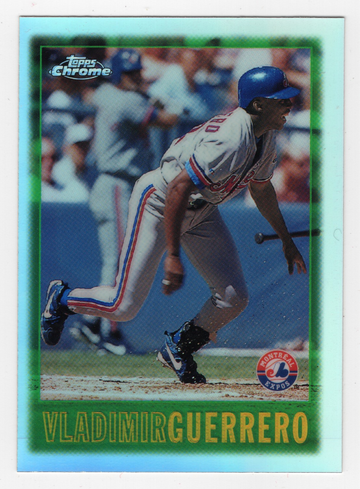 Topps
Chrome
MONTREAL
EXPOS
VLADIMIR GUERRERO